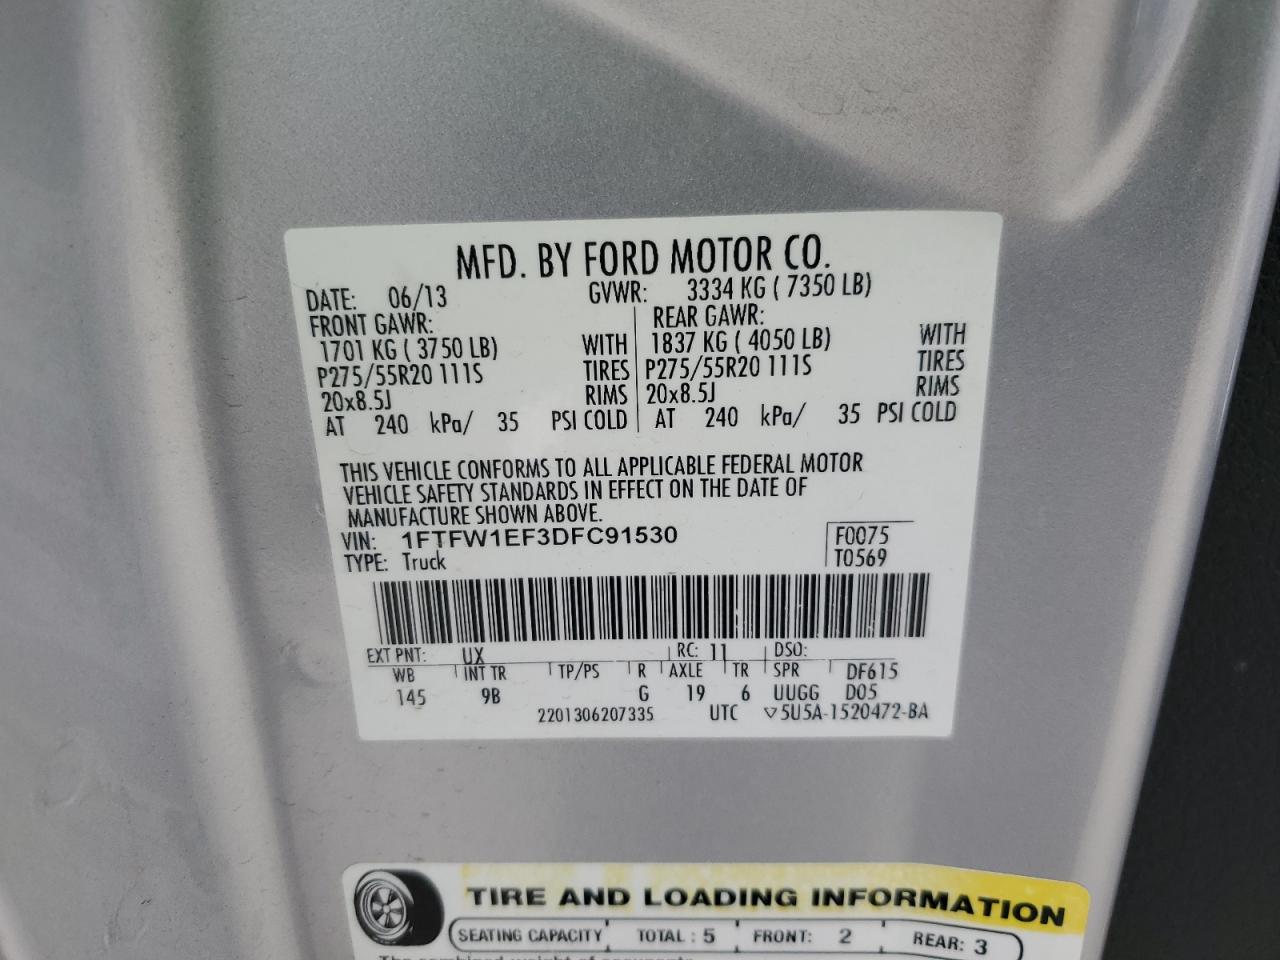 MFD. BY FORD MOTOR CO.
DATE: 06/13 GVWR: 3334 KG ( 7350 LB)
FRONT GAWR: REAR GAWR:
1701 KG ( 3750 LB) WITH 1837 KG ( 4050 LB) WITH
P275/55R20 111S TIRES P275/55R20 111S TIRES
20x8.5J RIMS 20x8.5J RIMS
AT 240 kPa/ 35 PSI COLD AT 240 kPa/ 35 PSI COLD
THIS VEHICLE CONFORMS TO ALL APPLICABLE FEDERAL MOTOR
VEHICLE SAFETY STANDARDS IN EFFECT ON THE DATE OF
MANUFACTURE SHOWN ABOVE.
VIN: 1FTFW1EF3DFC91530 F0075
TYPE: Truck T0569
EXT PNT: UX RC: 11 DSO:
WB INT TR TP/PS R AXLE TR SPR DF615
145 9B G 19 6 UUGG D05
2201306207335 UTC ▽5U5A-1520472-BA
TIRE AND LOADING INFORMATION
SEATING CAPACITY TOTAL : 5 FRONT: 2 REAR: 3